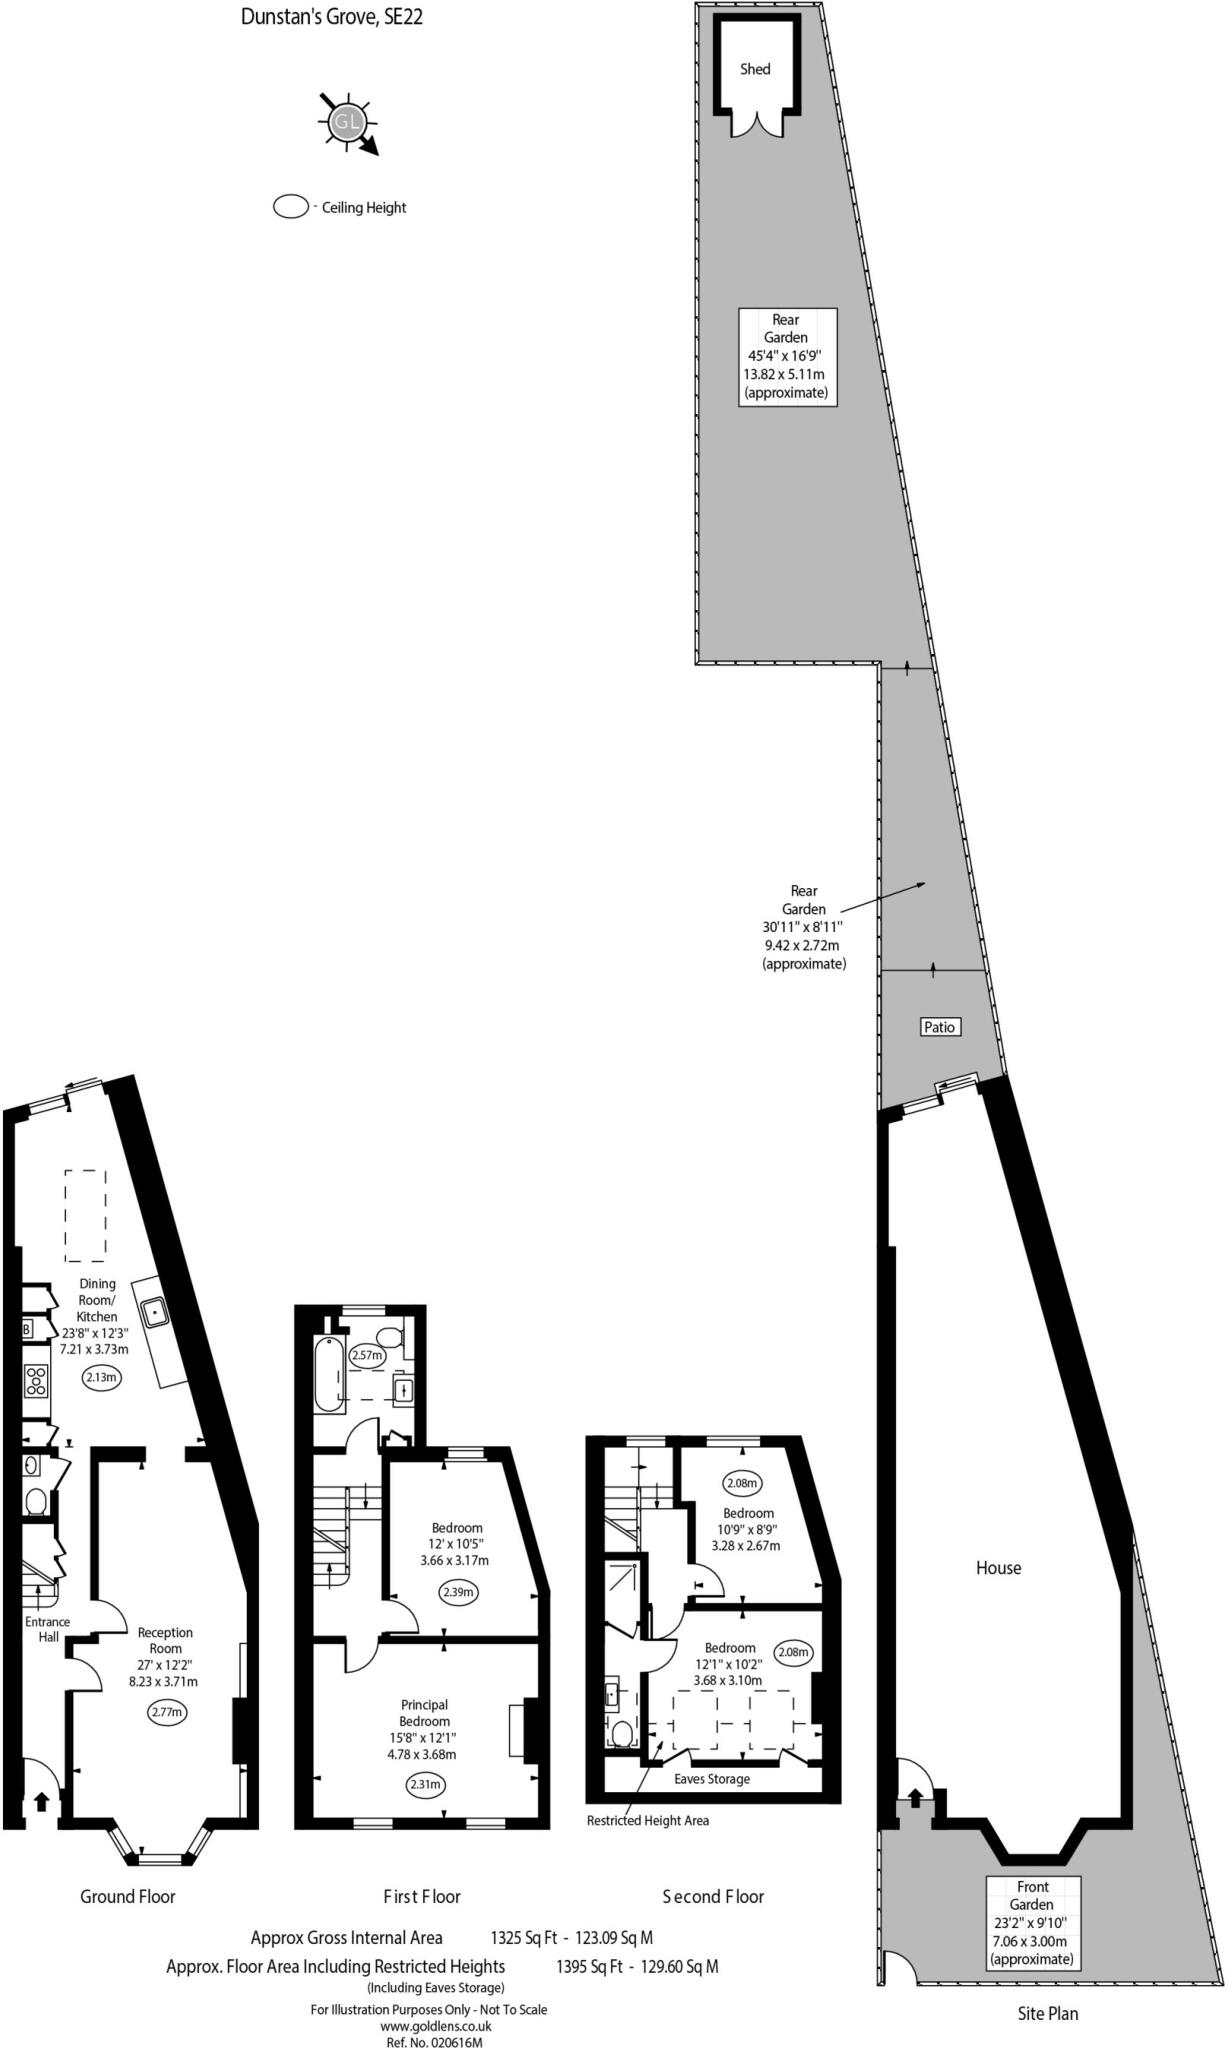 Dunstan's Grove, SE22
GL
- Ceiling Height
Shed
Rear
Garden
45'4" x 16'9"
13.82 x 5.11m
(approximate)
Rear
Garden
30'11" x 8'11"
9.42 x 2.72m
(approximate)
Patio
Dining
Room/
Kitchen
23'8" x 12'3"
7.21 x 3.73m
2.13m
B
Entrance
Hall
Reception
Room
27' x 12'2"
8.23 x 3.71m
2.77m
Ground Floor
2.57m
Bedroom
12' x 10'5"
3.66 x 3.17m
2.39m
Principal
Bedroom
15'8" x 12'1"
4.78 x 3.68m
2.31m
First Floor
2.08m
Bedroom
10'9" x 8'9"
3.28 x 2.67m
Bedroom
12'1" x 10'2"
3.68 x 3.10m
2.08m
Eaves Storage
Restricted Height Area
Second Floor
House
Front
Garden
23'2" x 9'10"
7.06 x 3.00m
(approximate)
Site Plan
Approx Gross Internal Area 1325 Sq Ft - 123.09 Sq M
Approx. Floor Area Including Restricted Heights 1395 Sq Ft - 129.60 Sq M
(Including Eaves Storage)
For Illustration Purposes Only - Not To Scale
www.goldlens.co.uk
Ref. No. 020616M